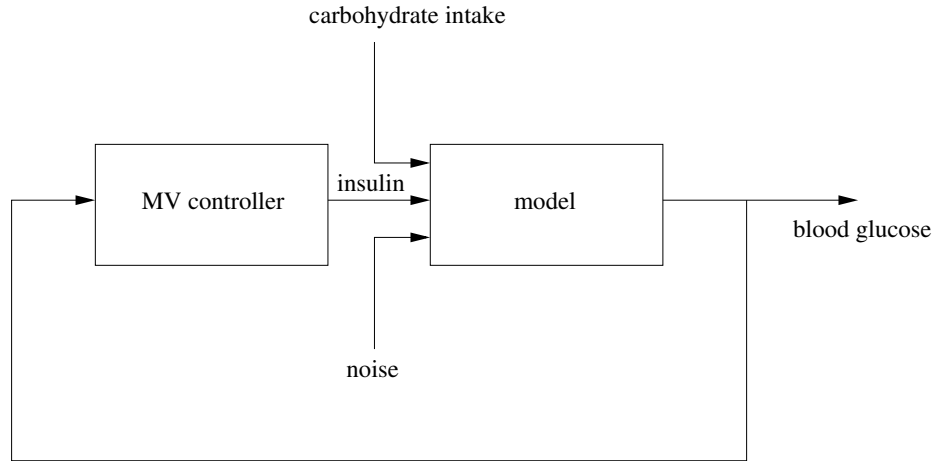 carbohydrate intake
MV controller
insulin
model
blood glucose
noise